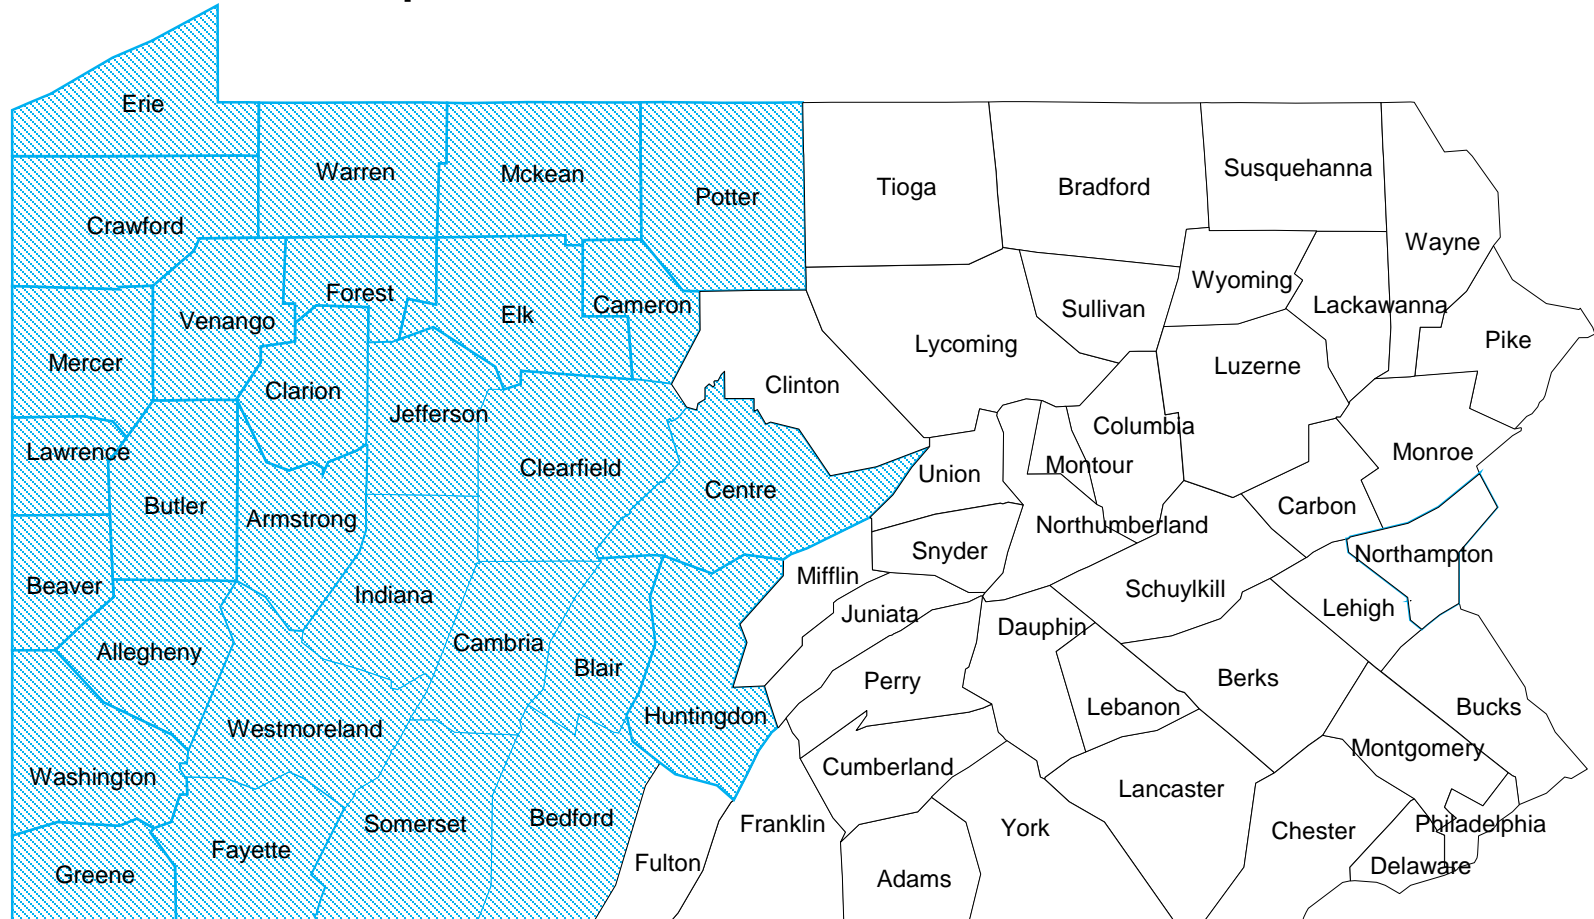 Erie
Warren
Mckean
Potter
Tioga
Bradford
Susquehanna
Crawford
Wayne
Forest
Venango
Elk
Cameron
Wyoming
Lackawanna
Sullivan
Mercer
Lycoming
Pike
Luzerne
Clarion
Clinton
Jefferson
Columbia
Lawrence
Clearfield
Centre
Union
Montour
Monroe
Butler
Armstrong
Northumberland
Carbon
Snyder
Northampton
Beaver
Indiana
Mifflin
Juniata
Schuylkill
Lehigh
Dauphin
Allegheny
Cambria
Blair
Perry
Berks
Lebanon
Huntingdon
Bucks
Westmoreland
Washington
Cumberland
Montgomery
Lancaster
Somerset
Bedford
Franklin
York
Chester
Philadelphia
Fayette
Fulton
Delaware
Greene
Adams